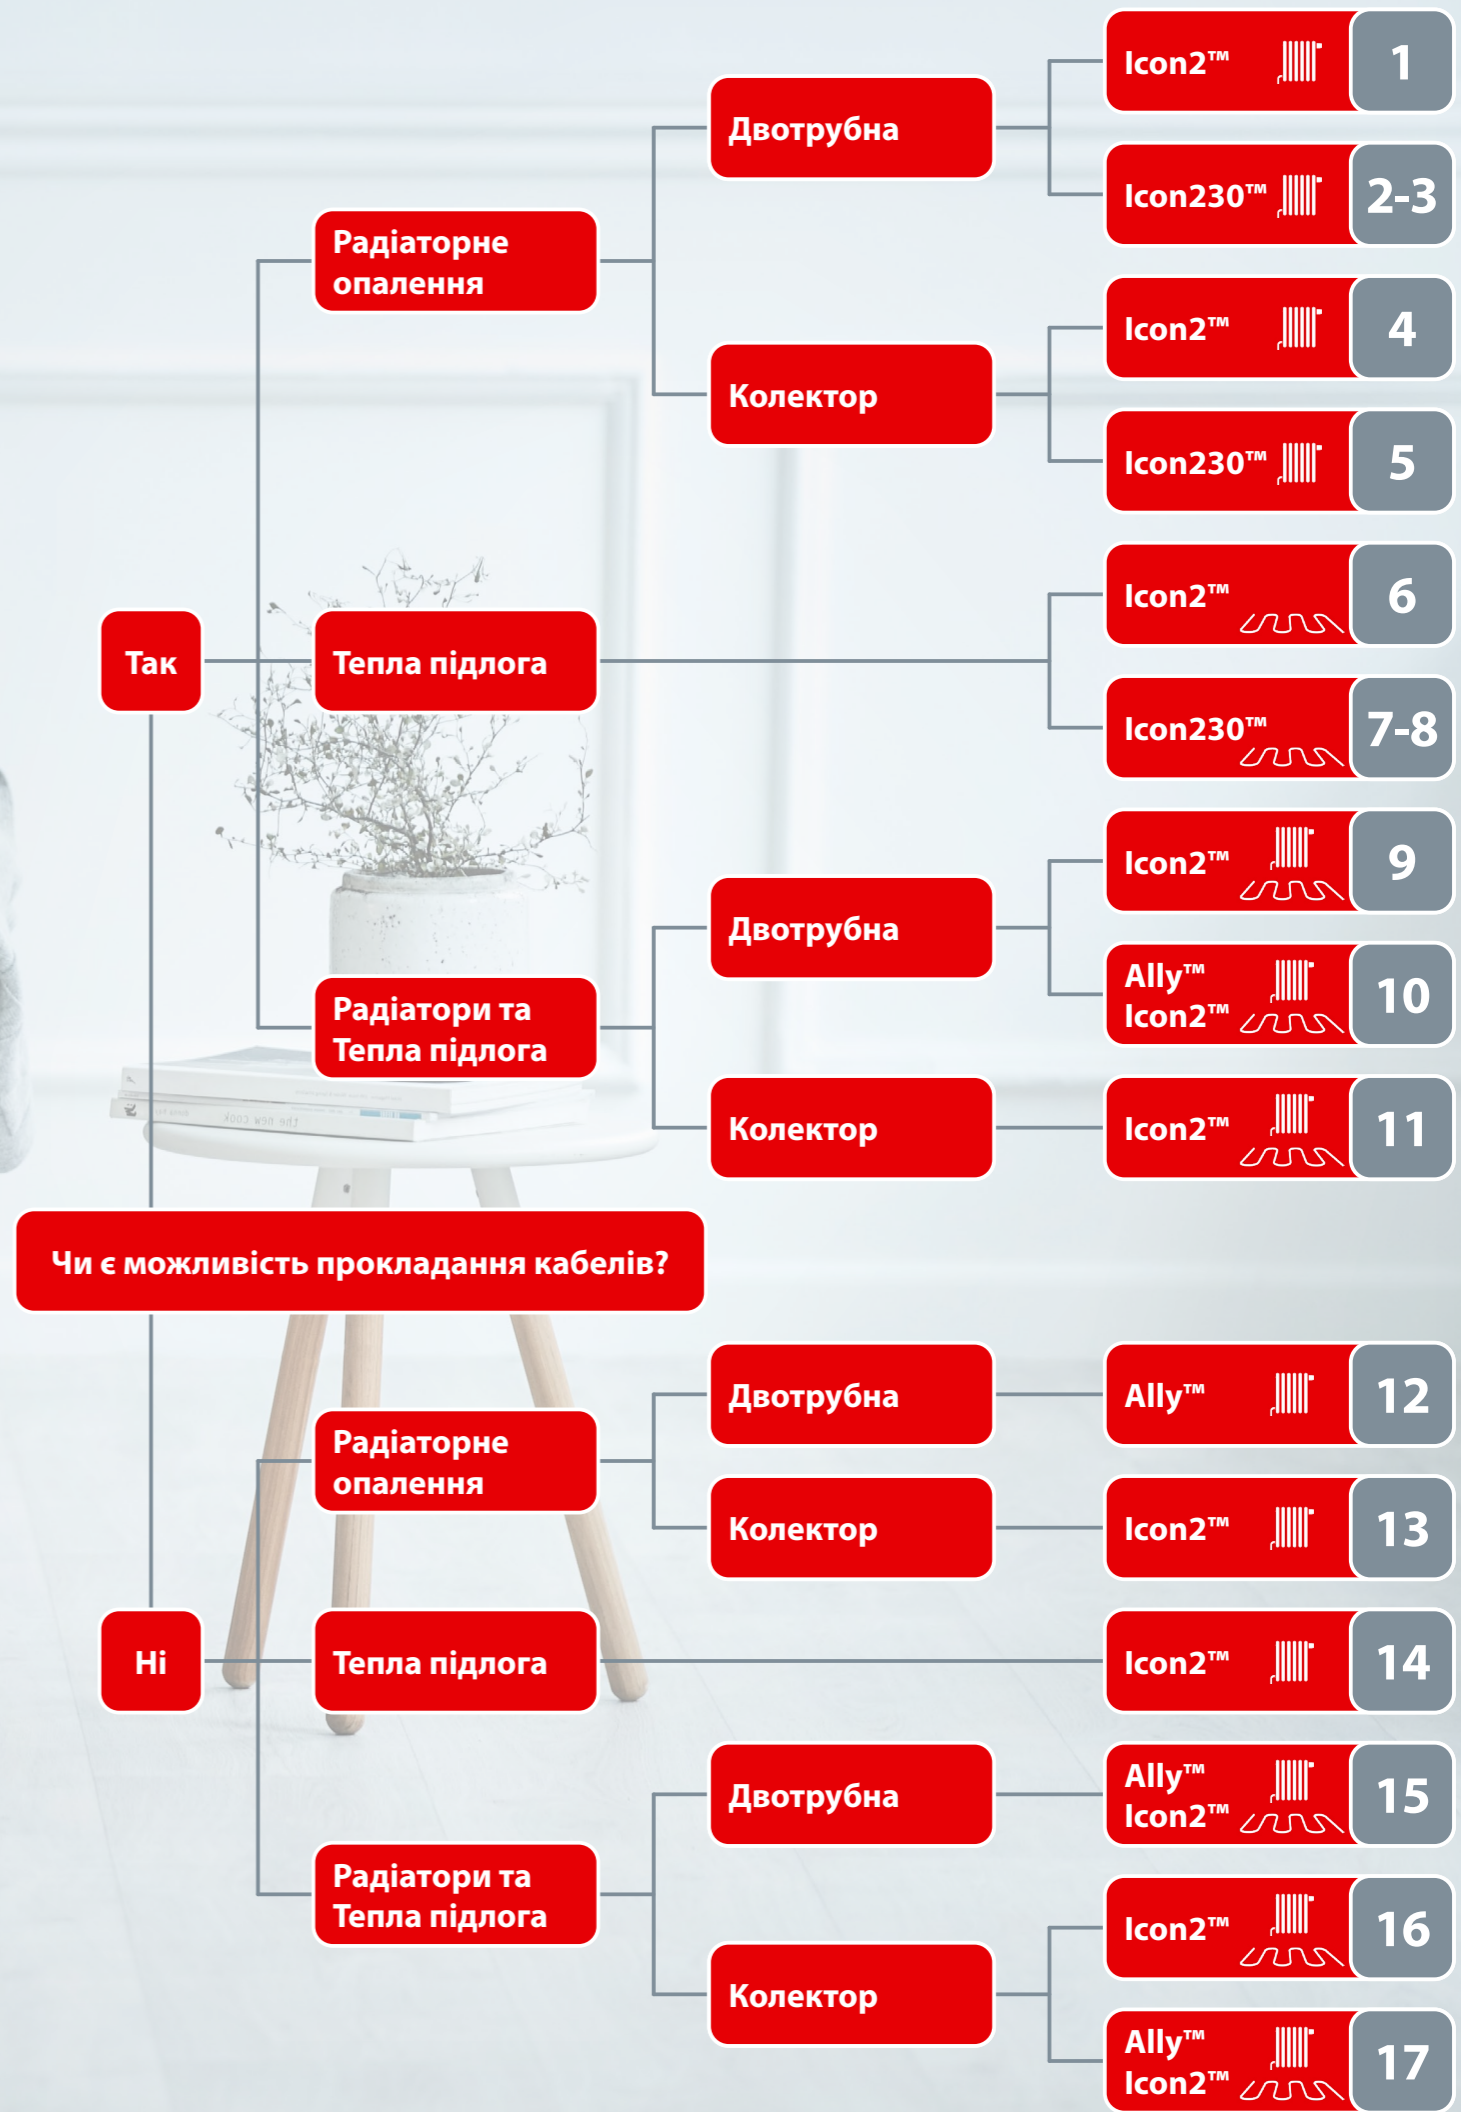 Icon2™
1
Двотрубна
Icon230™
2-3
Радіаторне
опалення
Icon2™
4
Колектор
Icon230™
5
Icon2™
6
Так
Тепла підлога
Icon230™
7-8
Icon2™
9
Двотрубна
Ally™
Icon2™
10
Радіатори та
Тепла підлога
the new cook
Колектор
Icon2™
11
Чи є можливість прокладання кабелів?
Двотрубна
Ally™
12
Радіаторне
опалення
Колектор
Icon2™
13
Ні
Тепла підлога
Icon2™
14
Двотрубна
Ally™
Icon2™
15
Радіатори та
Тепла підлога
Icon2™
16
Колектор
Ally™
Icon2™
17